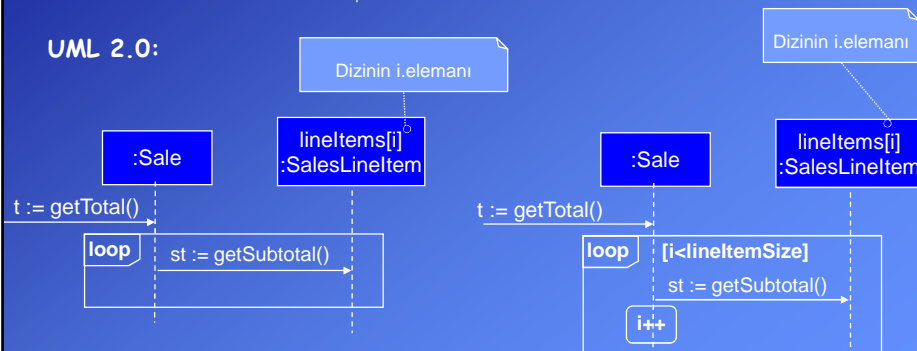 UML 2.0:
Dizinin i.elemanı
:Sale
lineItems[i]
:SalesLineItem
t := getTotal()
loop
st := getSubtotal()
Dizinin i.elemanı
:Sale
lineItems[i]
:SalesLineItem
t := getTotal()
loop
[i<lineItemSize]
st := getSubtotal()
i++